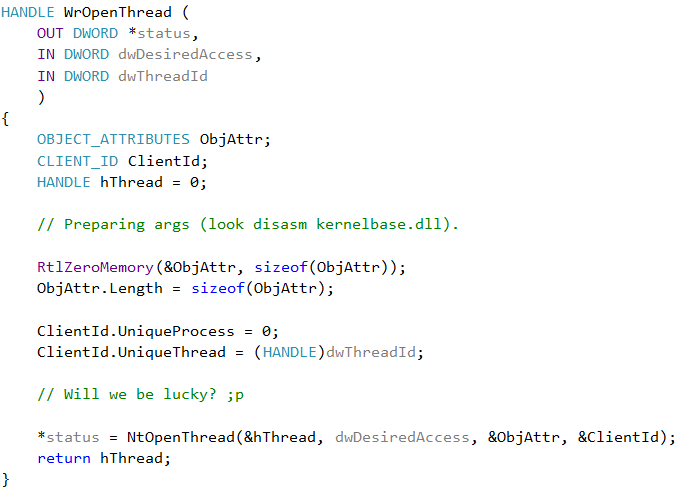 HANDLE WrOpenThread (
    OUT DWORD *status,
    IN DWORD dwDesiredAccess,
    IN DWORD dwThreadId
    )
{
    OBJECT_ATTRIBUTES ObjAttr;
    CLIENT_ID ClientId;
    HANDLE hThread = 0;

    // Preparing args (look disasm kernelbase.dll).

    RtlZeroMemory(&ObjAttr, sizeof(ObjAttr));
    ObjAttr.Length = sizeof(ObjAttr);

    ClientId.UniqueProcess = 0;
    ClientId.UniqueThread = (HANDLE)dwThreadId;

    // Will we be lucky? ;p

    *status = NtOpenThread(&hThread, dwDesiredAccess, &ObjAttr, &ClientId);
    return hThread;
}